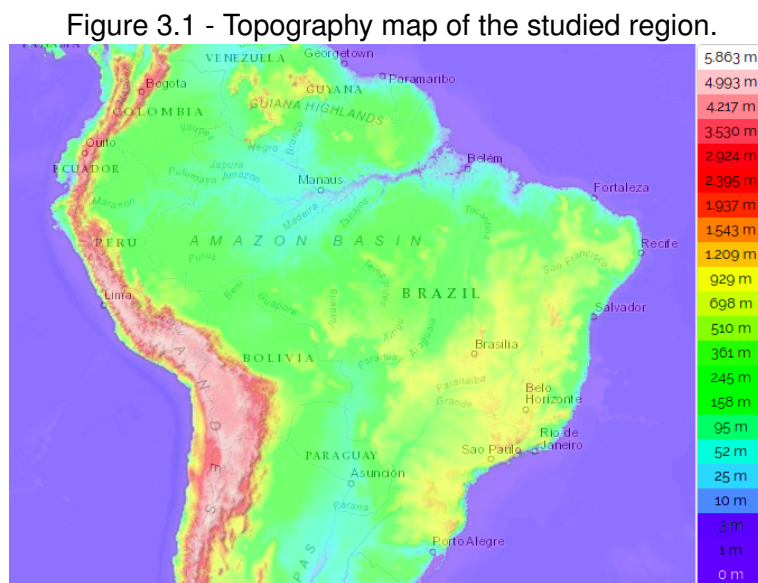 Figure 3.1 - Topography map of the studied region.
PANAMA
VENEZUELA
Georgetown
Paramaribo
Bogota
GUYANA
COLOMBIA
GUIANA HIGHLANDS
Vaupes
Branco
Quito
Negro
Belém
ECUADOR
Japura
Putumayo
Amazon
Manaus
Fortaleza
Maranon
Madeira
Tapajos
Tocantins
PERU
AMAZON BASIN
Recife
Purus
Sao Francisco
Teles Pires
Beni
Lima
Guapore
Juruena
BRAZIL
Xingu
Salvador
Araguaia
BOLIVIA
Paragua
Brasilia
ANDES
Paranaiba
Belo
Horizonte
Grande
PARAGUAY
Sao Paulo
Rio de
Janeiro
Asunción
Parana
PAS
Porto Alegre
5.863 m
4.993 m
4.217 m
3.530 m
2.924 m
2.395 m
1.937 m
1.543 m
1.209 m
929 m
698 m
510 m
361 m
245 m
158 m
95 m
52 m
25 m
10 m
3 m
1 m
0 m